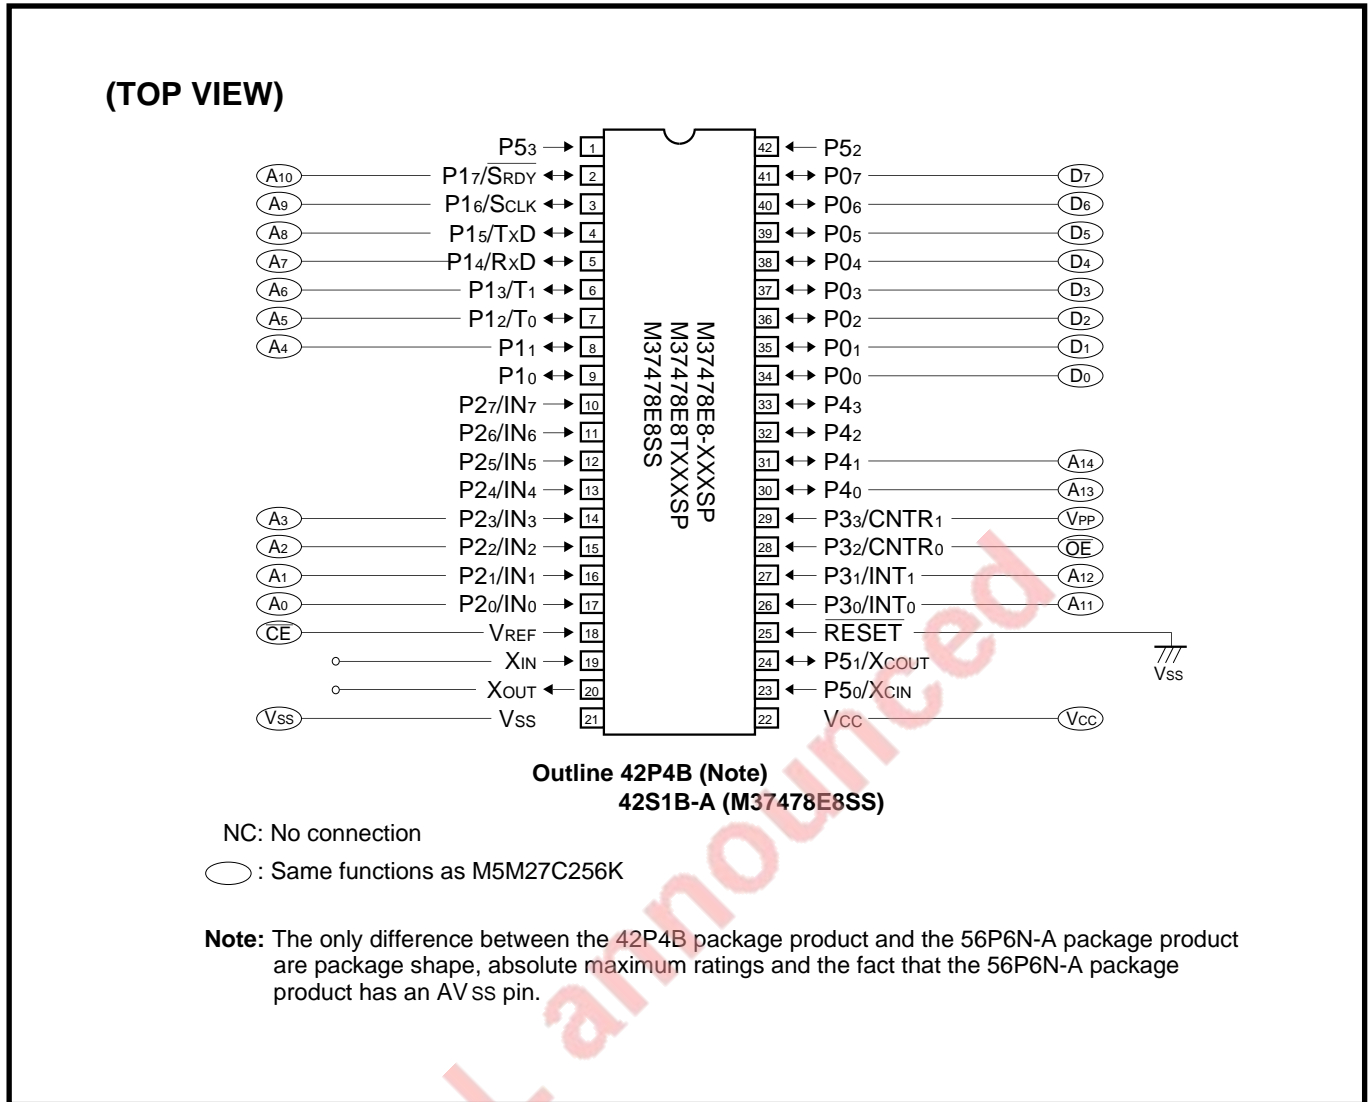 (TOP VIEW)
P53 1 42 P52
A10 P17/SRDY 2 41 P07 D7
A9 P16/SCLK 3 40 P06 D6
A8 P15/TxD 4 39 P05 D5
A7 P14/RxD 5 38 P04 D4
A6 P13/T1 6 37 P03 D3
A5 P12/T0 7 36 P02 D2
A4 P11 8 35 P01 D1
P10 9 34 P00 D0
P27/IN7 10 33 P43
P26/IN6 11 32 P42
P25/IN5 12 31 P41 A14
P24/IN4 13 30 P40 A13
A3 P23/IN3 14 29 P33/CNTR1 VPP
A2 P22/IN2 15 28 P32/CNTR0 OE
A1 P21/IN1 16 27 P31/INT1 A12
A0 P20/IN0 17 26 P30/INT0 A11
CE VREF 18 25 RESET
XIN 19 24 P51/XCOUT
Vss
XOUT 20 23 P50/XCIN
VSS VSS 21 22 VCC VCC
M37478E8-XXXSP
M37478E8TXXXSP
M37478E8SS
Outline 42P4B (Note)
42S1B-A (M37478E8SS)
NC: No connection
: Same functions as M5M27C256K
Note: The only difference between the 42P4B package product and the 56P6N-A package product
are package shape, absolute maximum ratings and the fact that the 56P6N-A package
product has an AVSS pin.
L announced